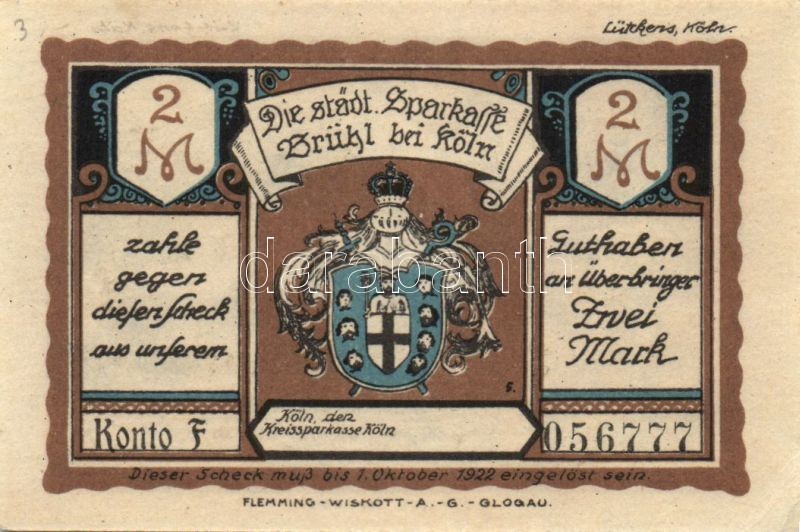 3
Lückers, Köln.
2
M
Die städt. Sparkasse
Brühl bei Köln
2
M
zahle
gegen
diesen Scheck
aus unserem
Guthaben
an Überbringer
Zwei
Mark
darabanth
G.
Köln, den
Kreissparkasse Köln
Konto F
056777
Dieser Scheck muß bis 1. Oktober 1922 eingelöst sein.
FLEMMING-WISKOTT-A.-G.-GLOGAU.